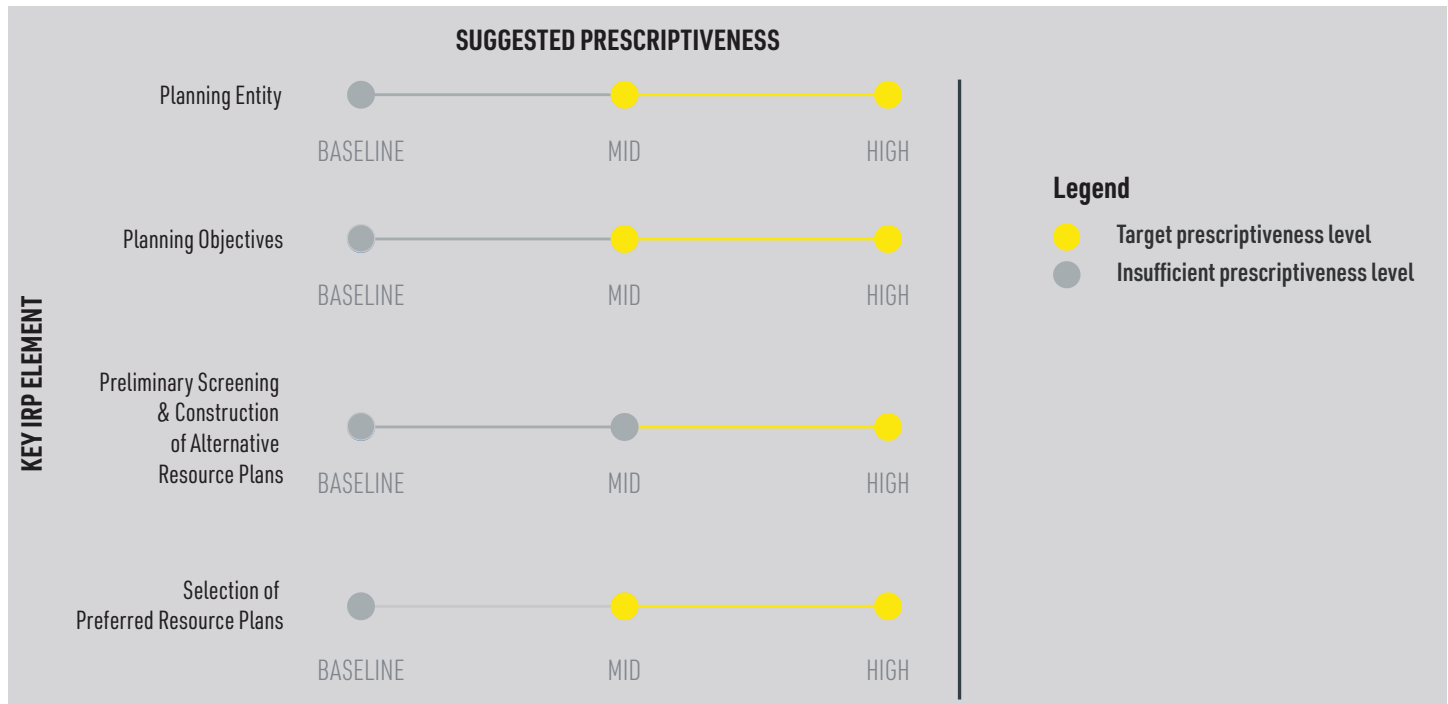 SUGGESTED PRESCRIPTIVENESS
KEY IRP ELEMENT
Planning Entity
BASELINE MID HIGH
Planning Objectives
BASELINE MID HIGH
Preliminary Screening
& Construction
of Alternative
Resource Plans
BASELINE MID HIGH
Selection of
Preferred Resource Plans
BASELINE MID HIGH
Legend
Target prescriptiveness level
Insufficient prescriptiveness level